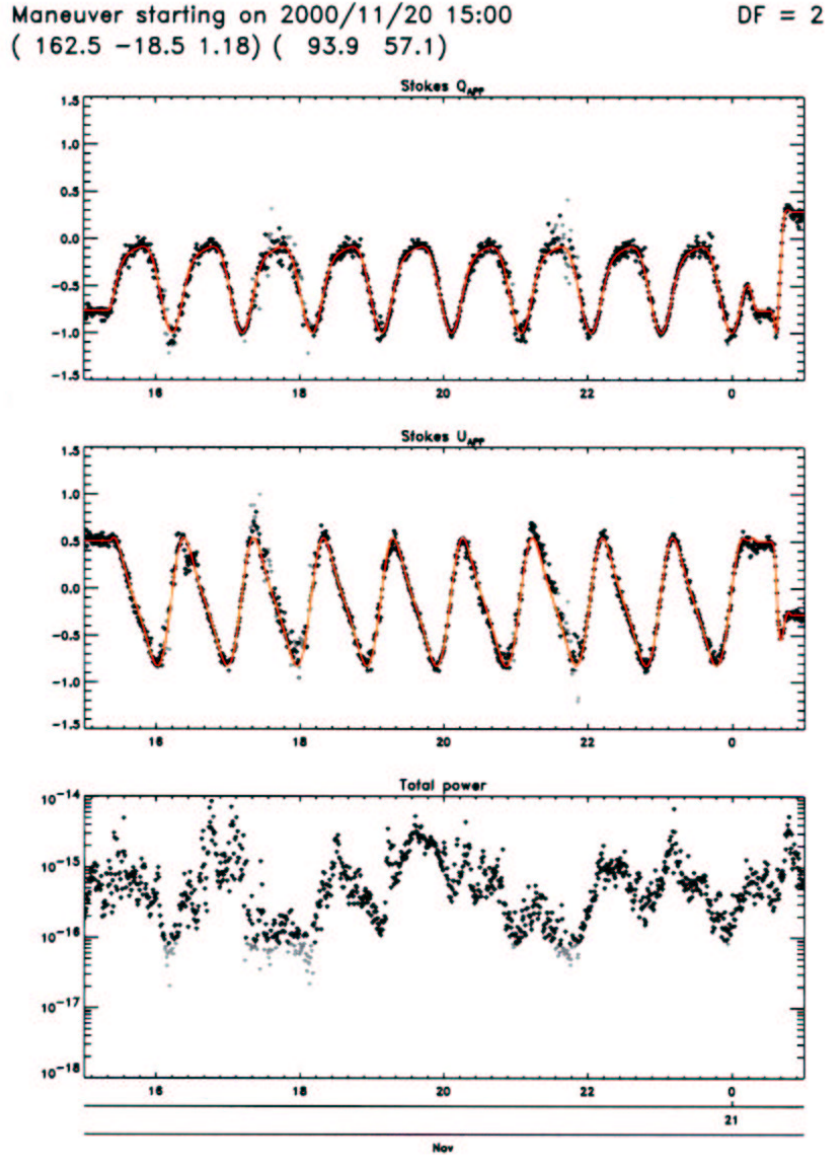 Maneuver starting on 2000/11/20 15:00 DF = 2
( 162.5 -18.5 1.18) ( 93.9 57.1)
Stokes Q_APP
1.5
1.0
0.5
0.0
-0.5
-1.0
-1.5
16 18 20 22 0
Stokes U_APP
1.5
1.0
0.5
0.0
-0.5
-1.0
-1.5
16 18 20 22 0
Total power
10^-14
10^-15
10^-16
10^-17
10^-18
16 18 20 22 0
21
Nov